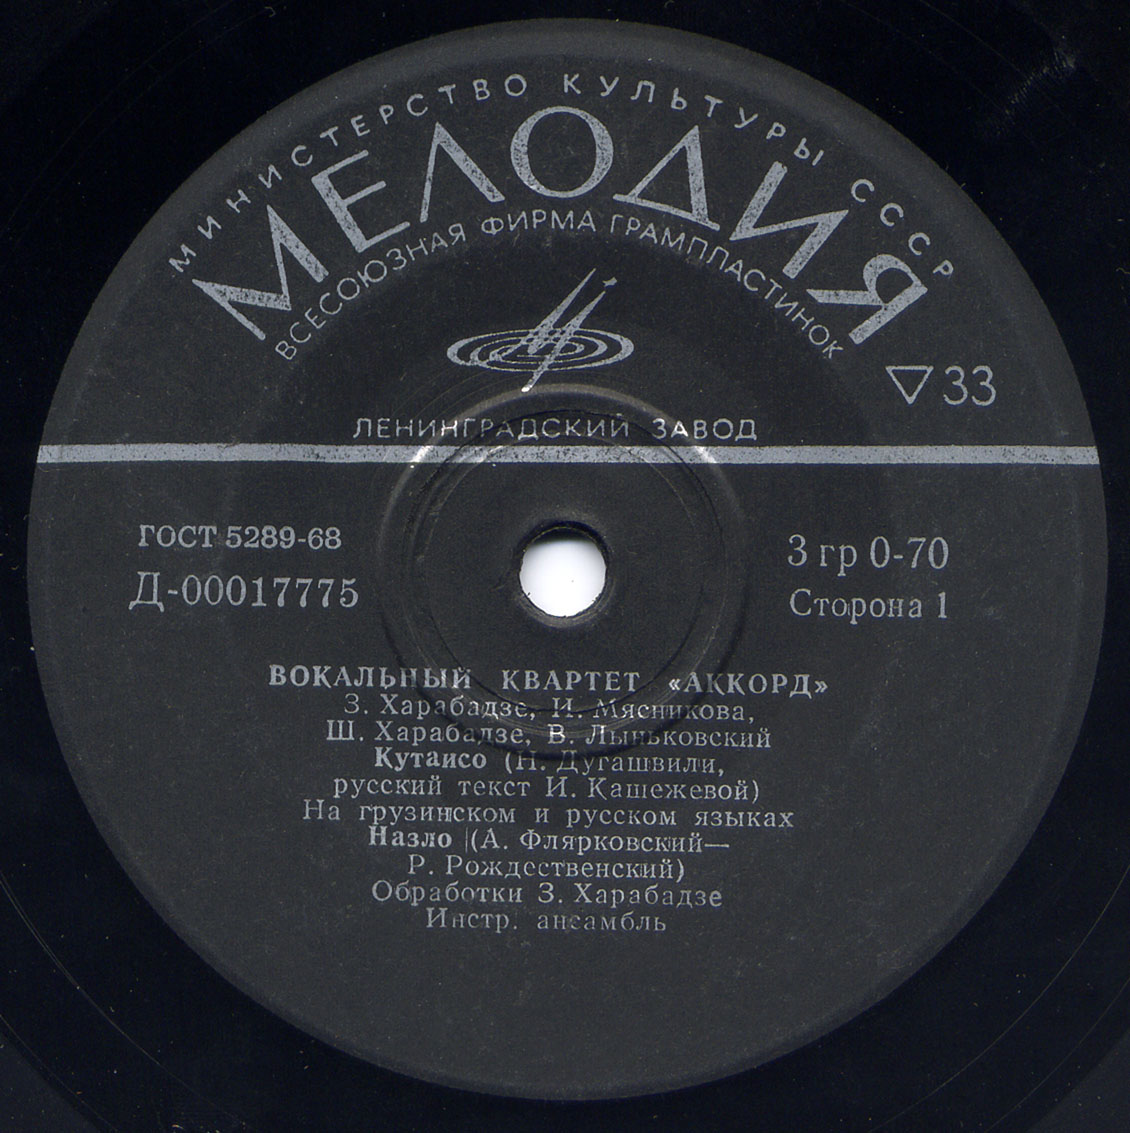 МИНИСТЕРСТВО КУЛЬТУРЫ СССР
МЕЛОДИЯ
ВСЕСОЮЗНАЯ ФИРМА ГРАМПЛАСТИНОК
33
ЛЕНИНГРАДСКИЙ ЗАВОД
ГОСТ 5289-68
Д-00017775
3 гр 0-70
Сторона 1
ВОКАЛЬНЫЙ КВАРТЕТ «АККОРД»
З. Харабадзе, И. Мясникова,
Ш. Харабадзе, В. Лыньковский
Кутаисо (Н. Дугашвили,
русский текст И. Кашежевой)
На грузинском и русском языках
Назло (А. Флярковский—
Р. Рождественский)
Обработки З. Харабадзе
Инстр. ансамбль